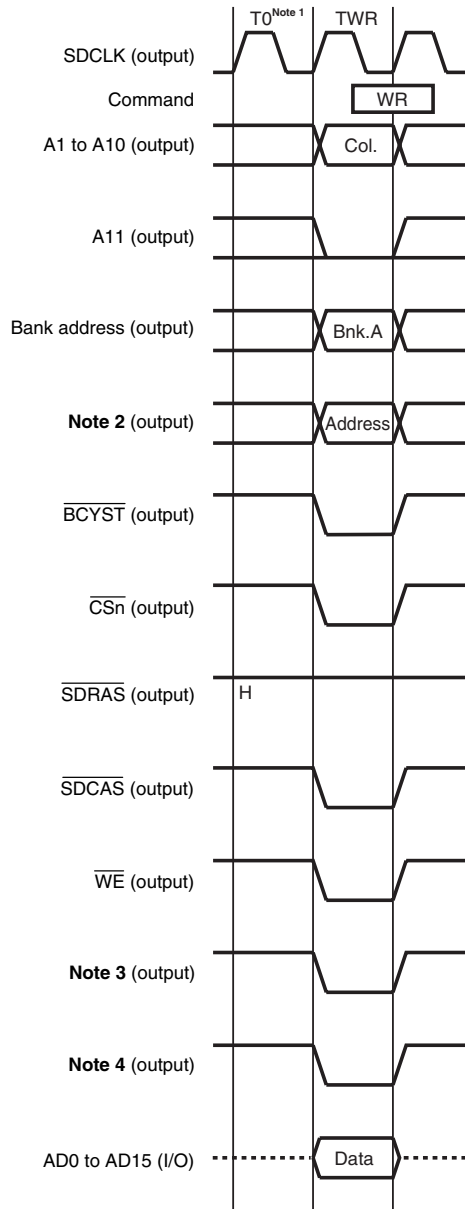 T0Note 1 TWR
SDCLK (output)
Command WR
A1 to A10 (output) Col.
A11 (output)
Bank address (output) Bnk.A
Note 2 (output) Address
BCYST (output)
CSn (output)
SDRAS (output) H
SDCAS (output)
WE (output)
Note 3 (output)
Note 4 (output)
AD0 to AD15 (I/O) Data